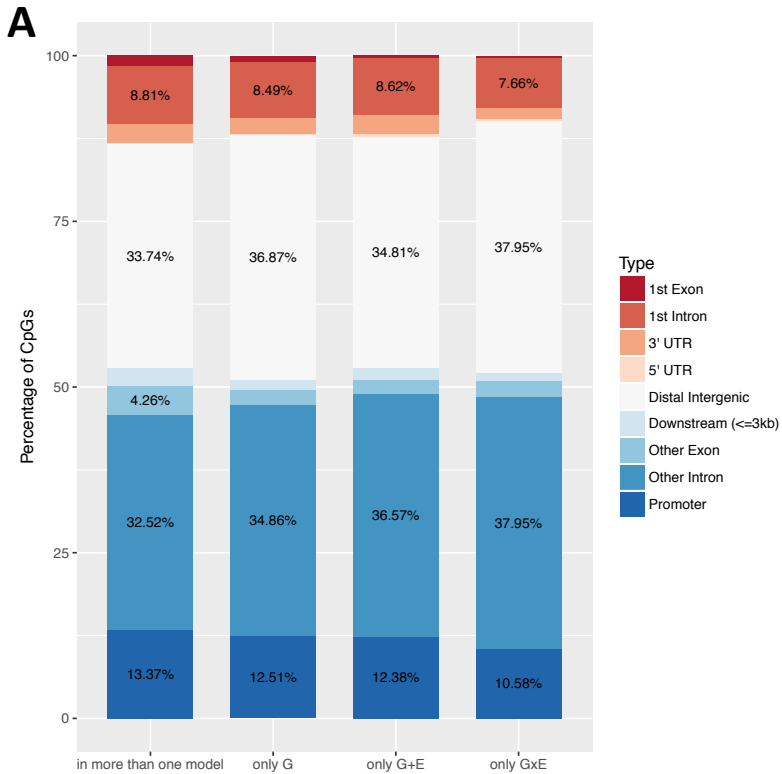 A
Percentage of CpGs
100
75
50
25
0
8.81%
33.74%
4.26%
32.52%
13.37%
8.49%
36.87%
34.86%
12.51%
8.62%
34.81%
36.57%
12.38%
7.66%
37.95%
37.95%
10.58%
in more than one model
only G
only G+E
only GxE
Type
1st Exon
1st Intron
3' UTR
5' UTR
Distal Intergenic
Downstream (<=3kb)
Other Exon
Other Intron
Promoter